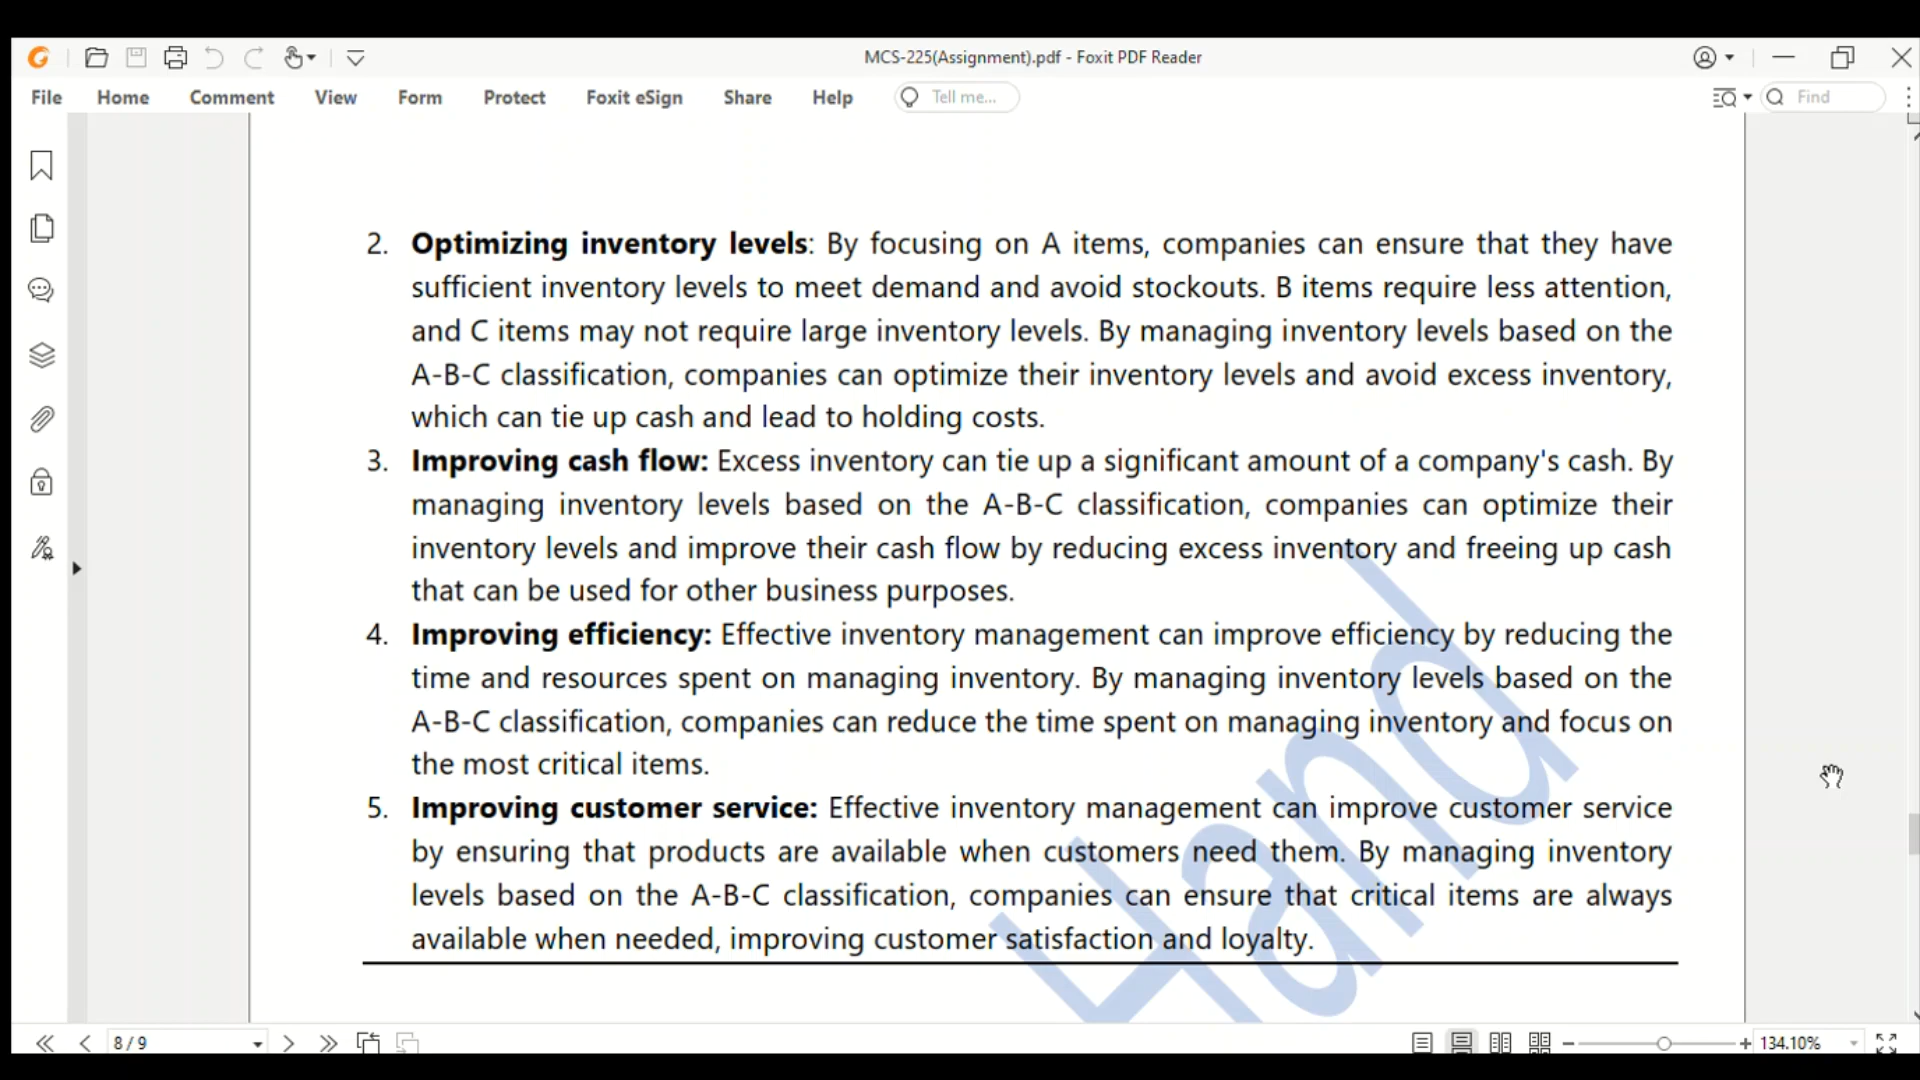 MCS-225(Assignment).pdf - Foxit PDF Reader
File Home Comment View Form Protect Foxit eSign Share Help Tell me... Find
2. Optimizing inventory levels: By focusing on A items, companies can ensure that they have
sufficient inventory levels to meet demand and avoid stockouts. B items require less attention,
and C items may not require large inventory levels. By managing inventory levels based on the
A-B-C classification, companies can optimize their inventory levels and avoid excess inventory,
which can tie up cash and lead to holding costs.
3. Improving cash flow: Excess inventory can tie up a significant amount of a company's cash. By
managing inventory levels based on the A-B-C classification, companies can optimize their
inventory levels and improve their cash flow by reducing excess inventory and freeing up cash
that can be used for other business purposes.
4. Improving efficiency: Effective inventory management can improve efficiency by reducing the
time and resources spent on managing inventory. By managing inventory levels based on the
A-B-C classification, companies can reduce the time spent on managing inventory and focus on
the most critical items.
5. Improving customer service: Effective inventory management can improve customer service
by ensuring that products are available when customers need them. By managing inventory
levels based on the A-B-C classification, companies can ensure that critical items are always
available when needed, improving customer satisfaction and loyalty.
Hand
8 / 9 134.10%